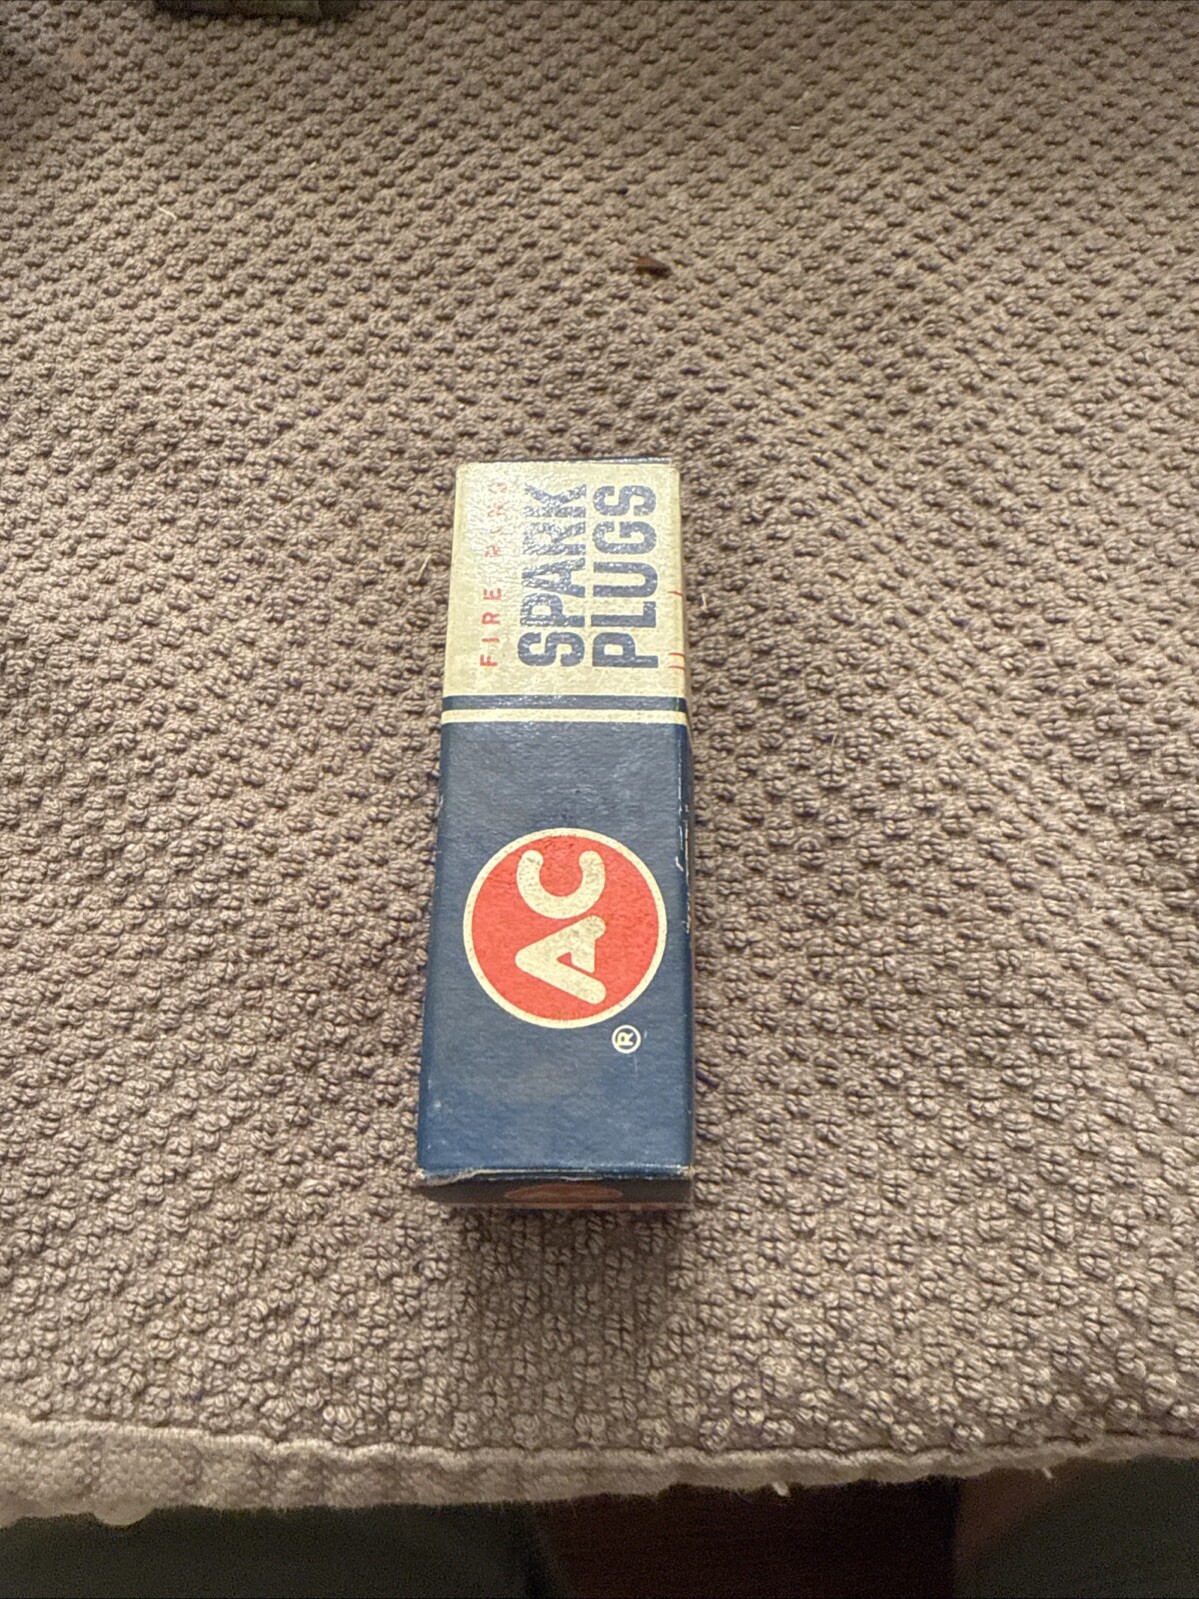 FIRE RING
SPARK
PLUGS
AC
®